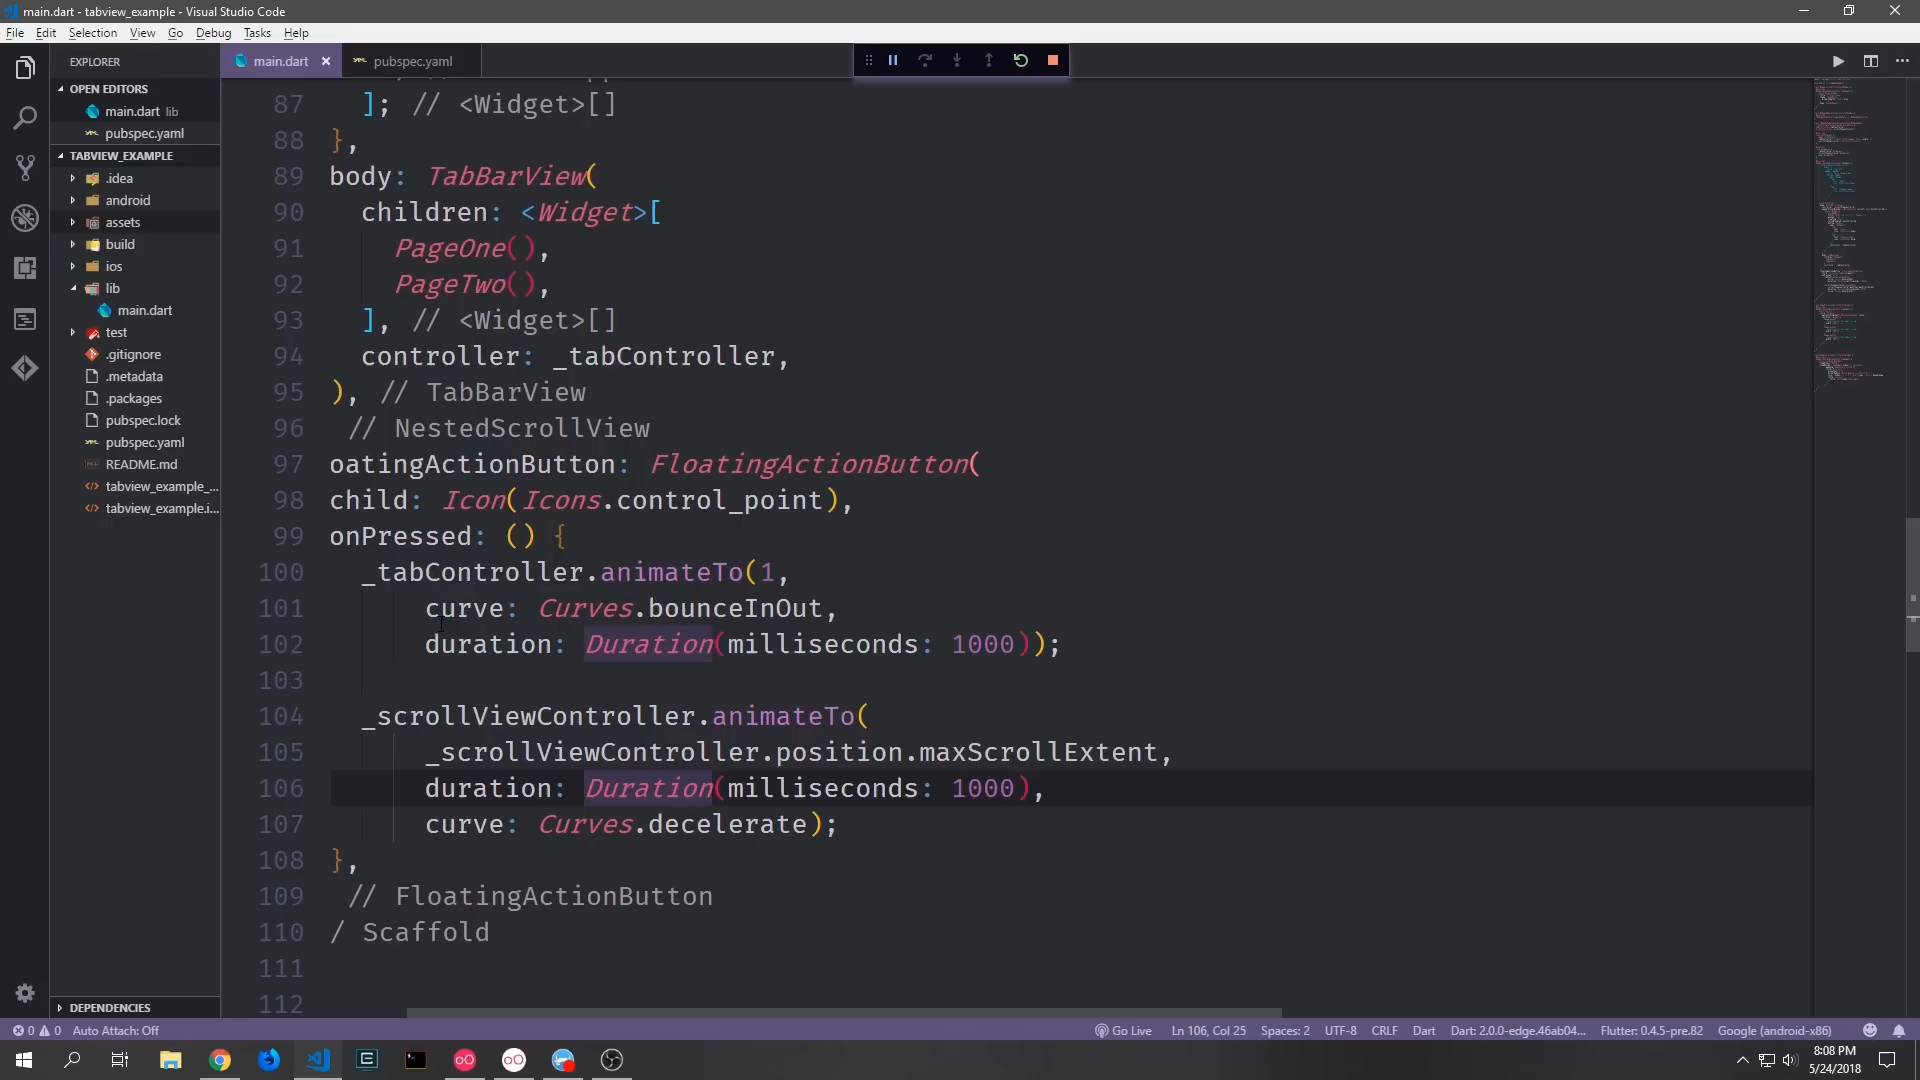 main.dart - tabview_example - Visual Studio Code
File Edit Selection View Go Debug Tasks Help
EXPLORER
OPEN EDITORS
main.dart lib
pubspec.yaml
TABVIEW_EXAMPLE
.idea
android
assets
build
ios
lib
main.dart
test
.gitignore
.metadata
.packages
pubspec.lock
pubspec.yaml
README.md
tabview_example_...
tabview_example.i...
DEPENDENCIES
main.dart
pubspec.yaml
87 ]; // <Widget>[]
88 },
89 body: TabBarView(
90 children: <Widget>[
91 PageOne(),
92 PageTwo(),
93 ], // <Widget>[]
94 controller: _tabController,
95 ), // TabBarView
96 // NestedScrollView
97 oatingActionButton: FloatingActionButton(
98 child: Icon(Icons.control_point),
99 onPressed: () {
100 _tabController.animateTo(1,
101 curve: Curves.bounceInOut,
102 duration: Duration(milliseconds: 1000));
103
104 _scrollViewController.animateTo(
105 _scrollViewController.position.maxScrollExtent,
106 duration: Duration(milliseconds: 1000),
107 curve: Curves.decelerate);
108 },
109 // FloatingActionButton
110 / Scaffold
111
112
0 0 Auto Attach: Off
Go Live Ln 106, Col 25 Spaces: 2 UTF-8 CRLF Dart Dart: 2.0.0-edge.46ab04... Flutter: 0.4.5-pre.82 Google (android-x86)
8:08 PM
5/24/2018